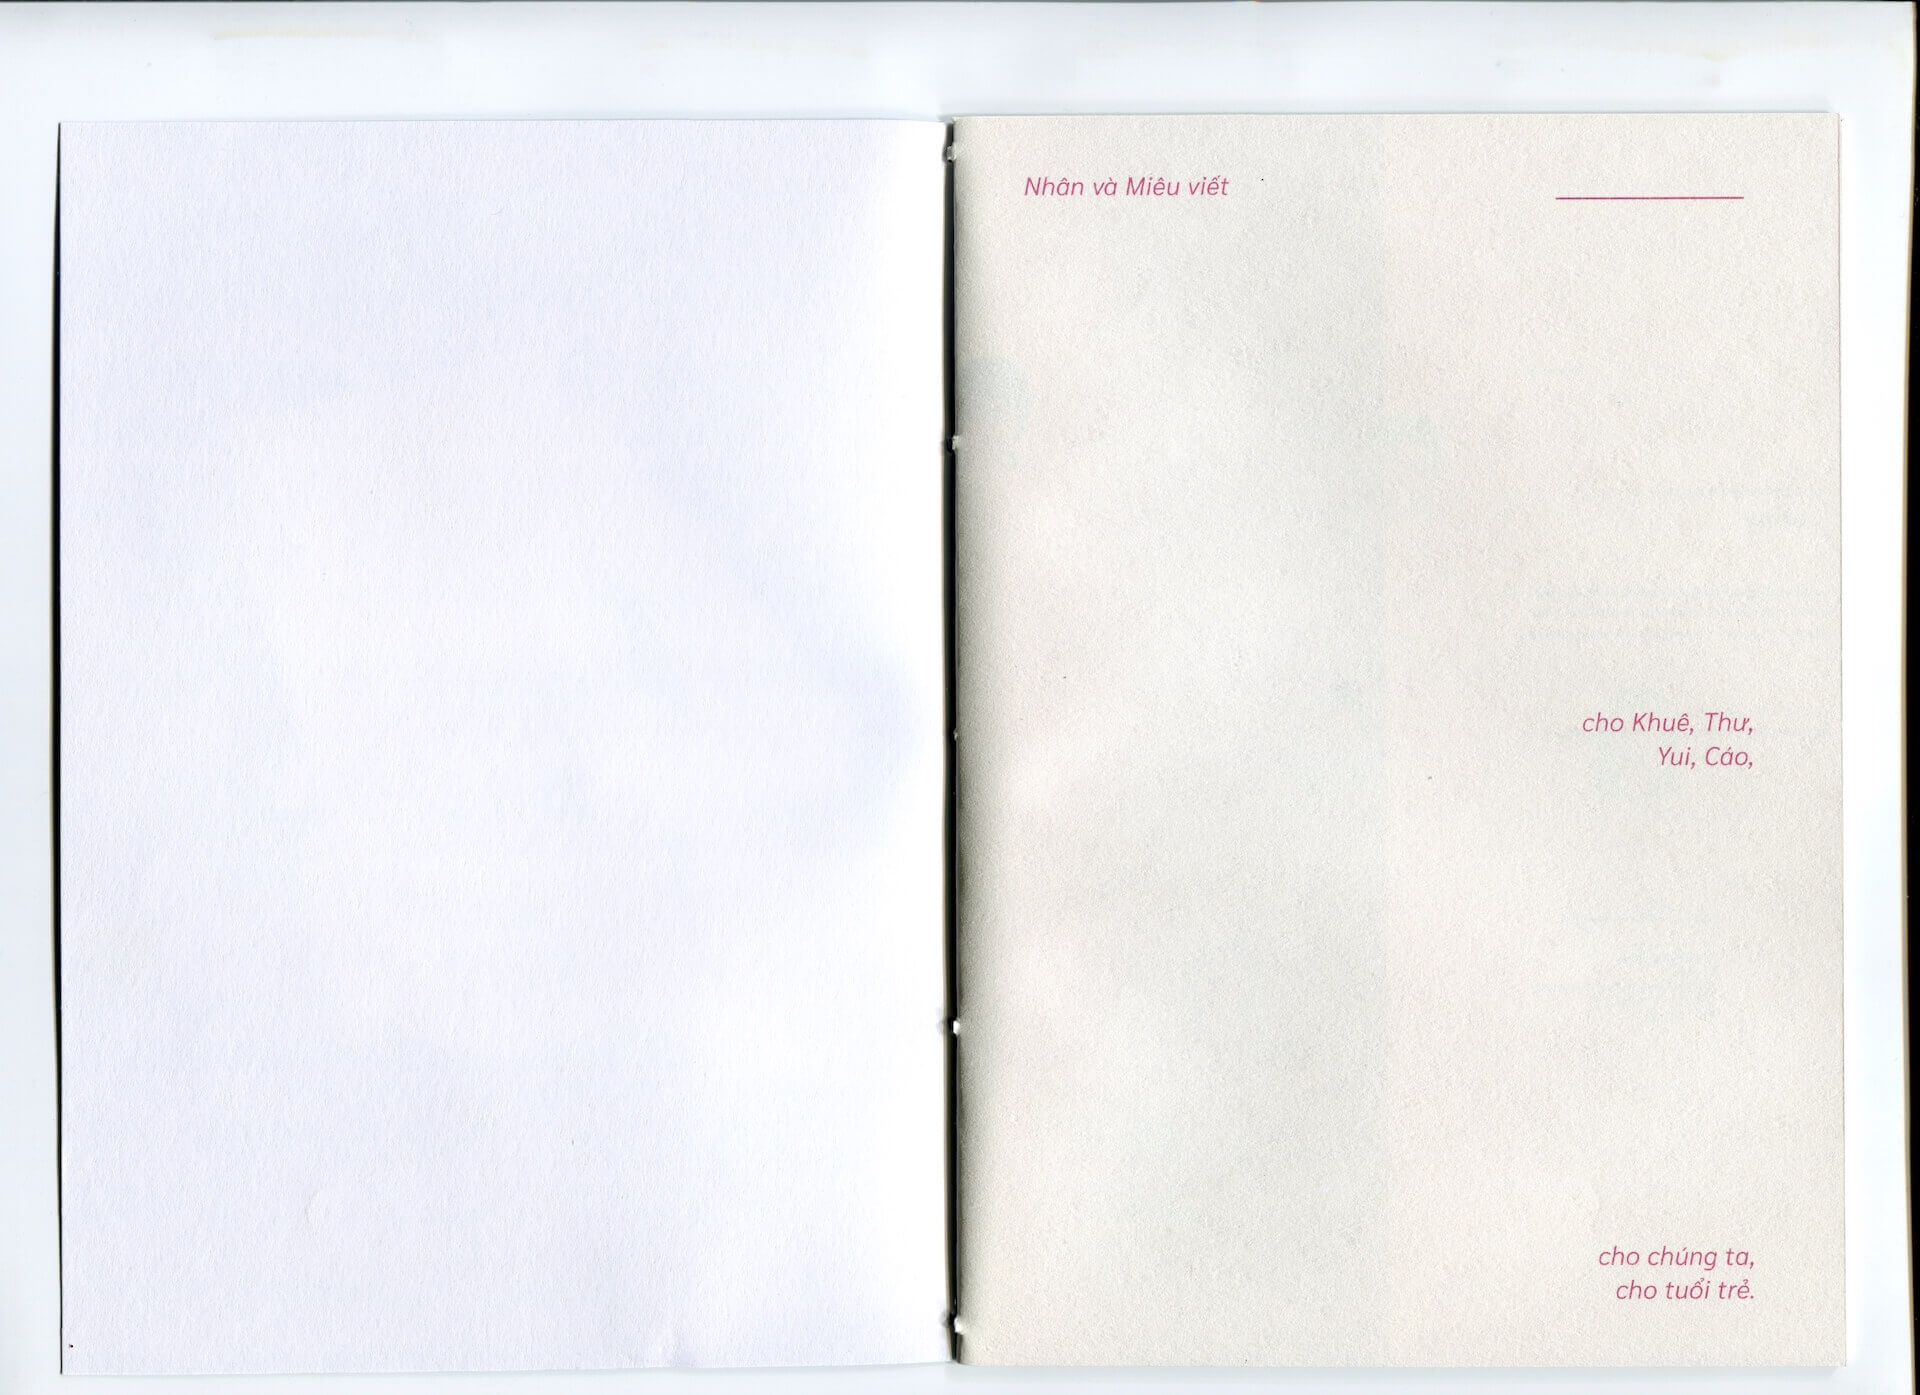 Nhân và Miêu viết
cho Khuê, Thư,
Yui, Cáo,
cho chúng ta,
cho tuổi trẻ.